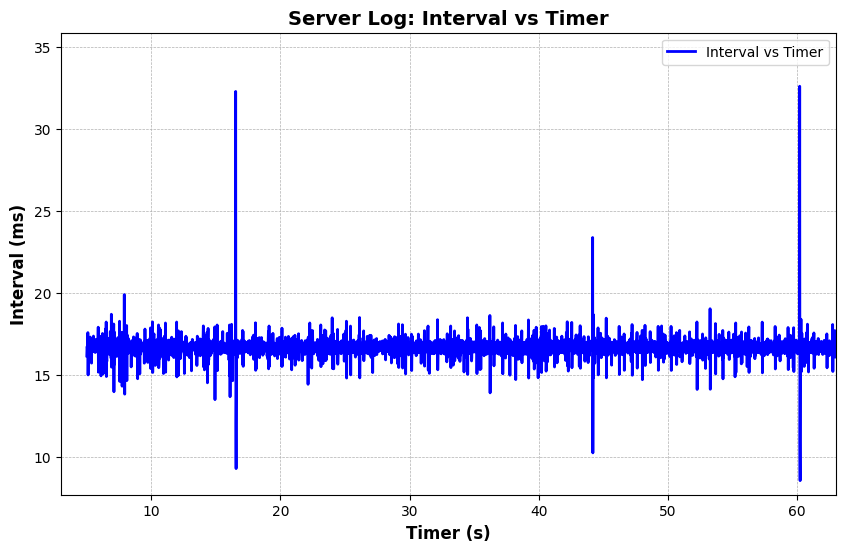 Server Log: Interval vs Timer
Interval vs Timer
35
30
25
20
15
10
Interval (ms)
10 20 30 40 50 60
Timer (s)